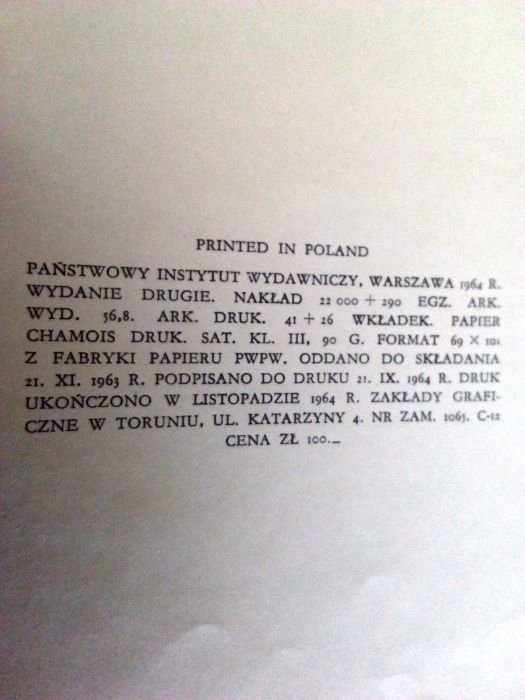 PRINTED IN POLAND
PAŃSTWOWY INSTYTUT WYDAWNICZY, WARSZAWA 1964 R.
WYDANIE DRUGIE. NAKŁAD 22 000 + 290 EGZ. ARK.
WYD. 56,8. ARK. DRUK. 41 + 26 WKŁADEK. PAPIER
CHAMOIS DRUK. SAT. KL. III, 90 G. FORMAT 69 × 101
Z FABRYKI PAPIERU PWPW. ODDANO DO SKŁADANIA
21. XI. 1963 R. PODPISANO DO DRUKU 21. IX. 1964 R. DRUK
UKOŃCZONO W LISTOPADZIE 1964 R. ZAKŁADY GRAFI-
CZNE W TORUNIU, UL. KATARZYNY 4. NR ZAM. 1065. C-12
CENA ZŁ 100.—